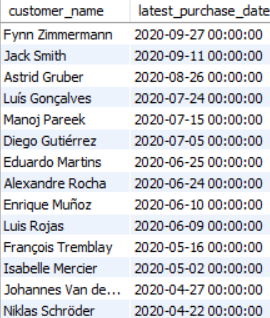 customer_name latest_purchase_date
Fynn Zimmermann 2020-09-27 00:00:00
Jack Smith 2020-09-11 00:00:00
Astrid Gruber 2020-08-26 00:00:00
Luís Gonçalves 2020-07-24 00:00:00
Manoj Pareek 2020-07-15 00:00:00
Diego Gutiérrez 2020-07-05 00:00:00
Eduardo Martins 2020-06-25 00:00:00
Alexandre Rocha 2020-06-24 00:00:00
Enrique Muñoz 2020-06-10 00:00:00
Luis Rojas 2020-06-09 00:00:00
François Tremblay 2020-05-16 00:00:00
Isabelle Mercier 2020-05-02 00:00:00
Johannes Van de... 2020-04-27 00:00:00
Niklas Schröder 2020-04-22 00:00:00